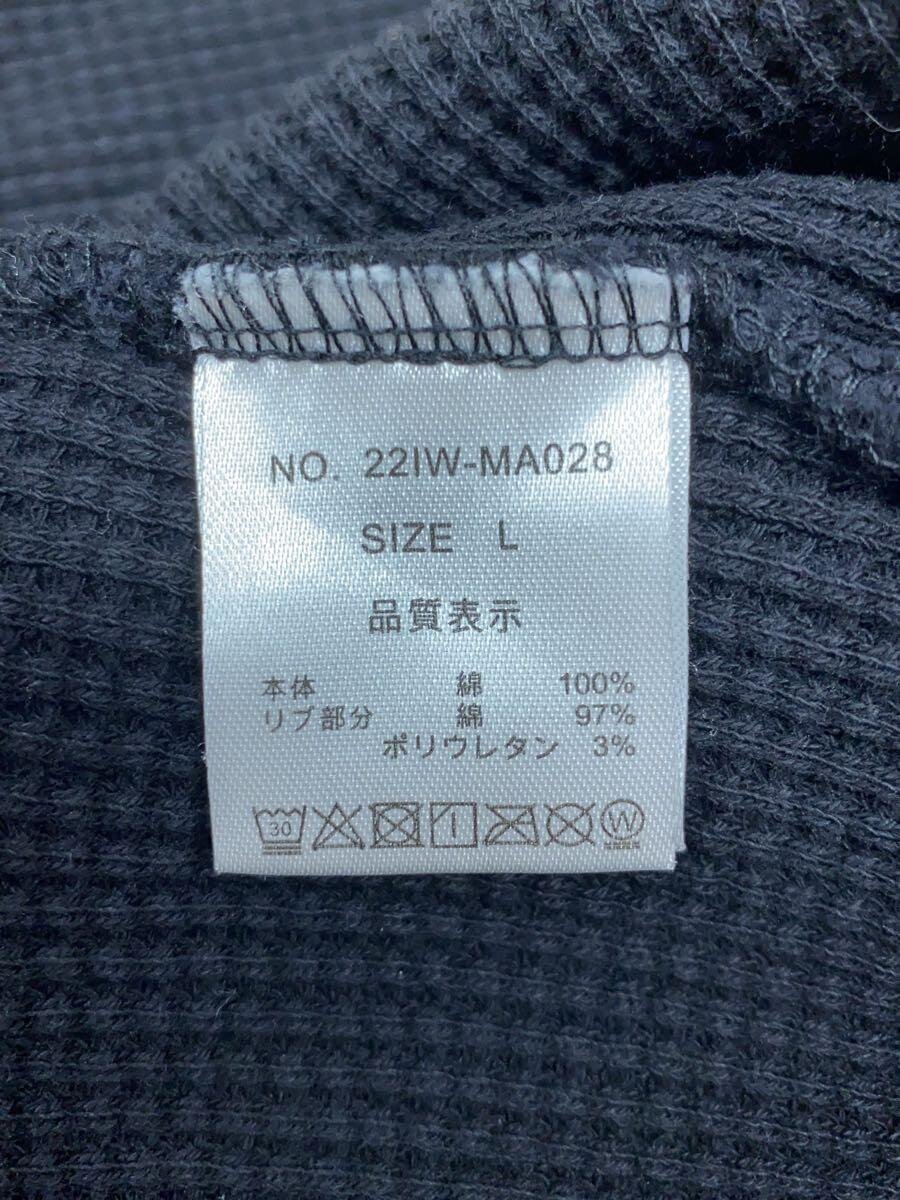 NO. 22IW-MA028
SIZE L
品質表示
本体 綿 100%
リブ部分 綿 97%
ポリウレタン 3%
30 W